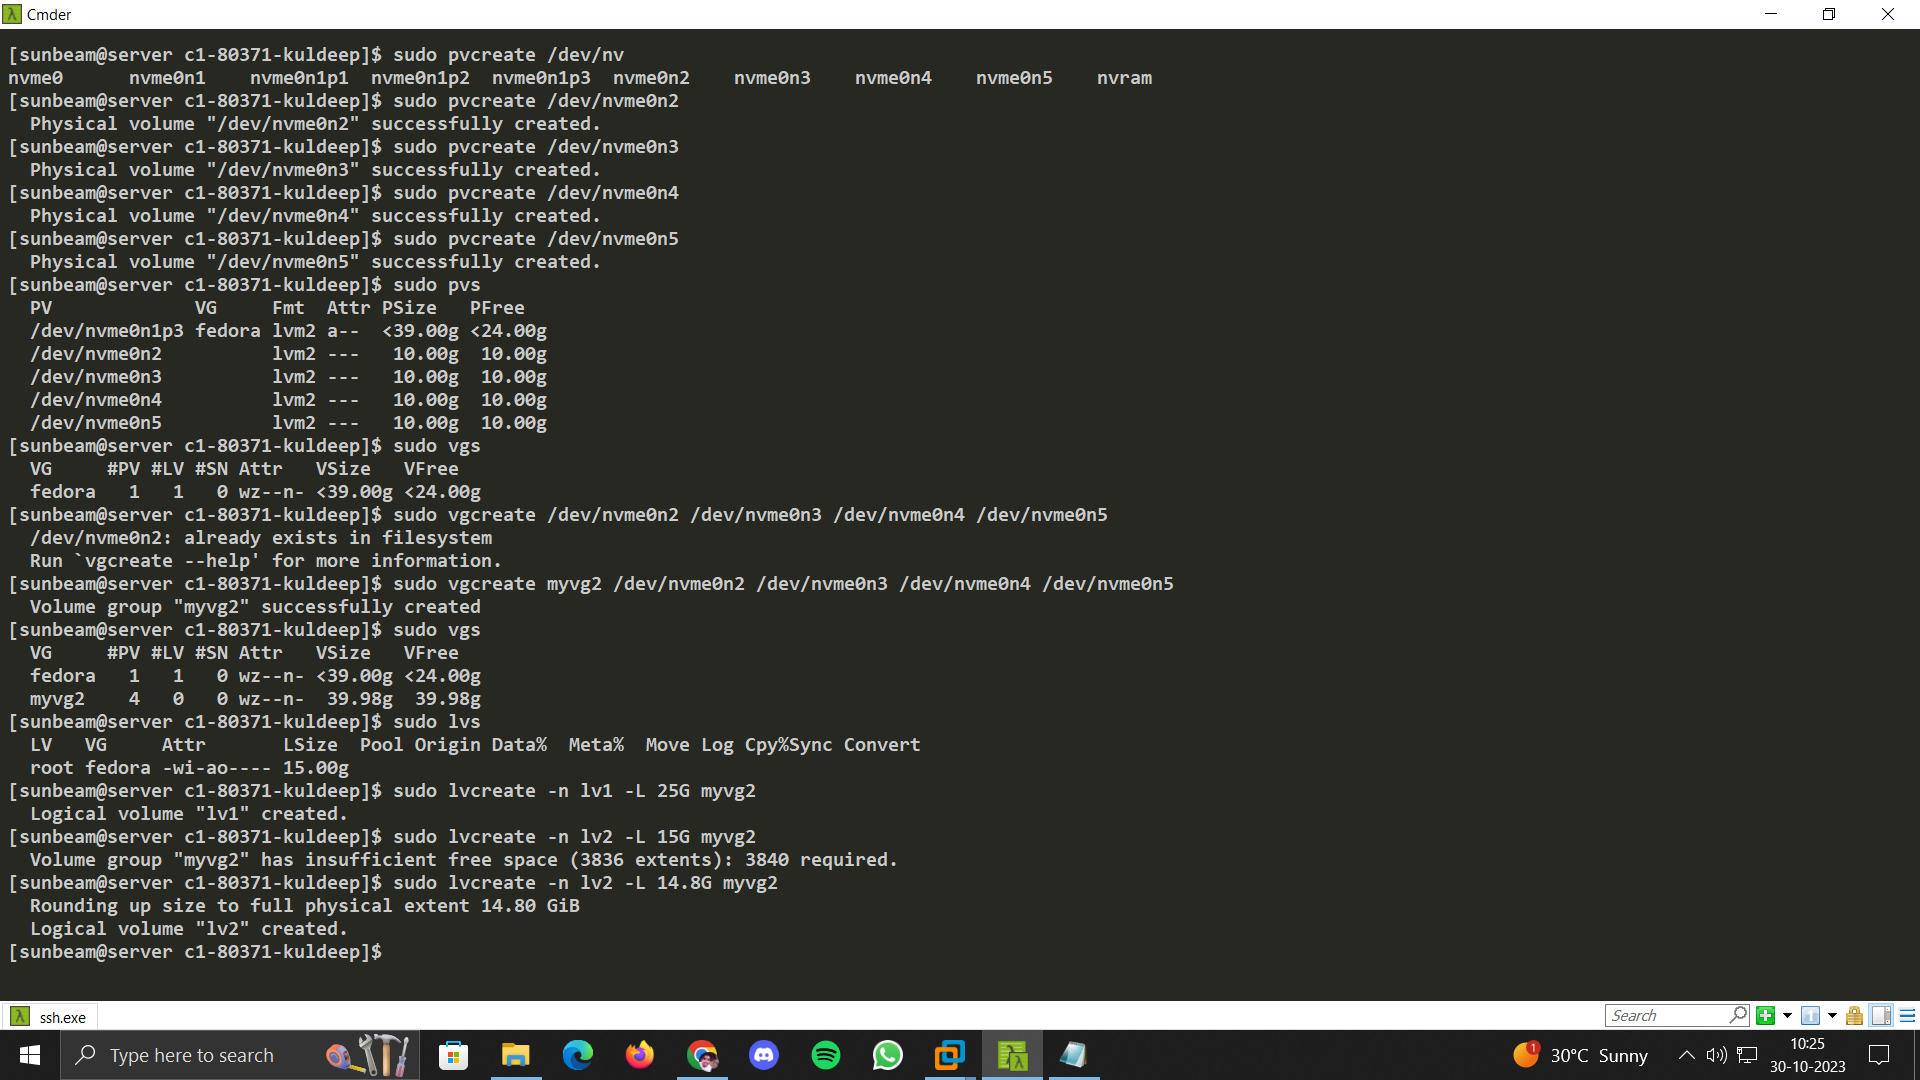 Cmder
[sunbeam@server c1-80371-kuldeep]$ sudo pvcreate /dev/nv
nvme0      nvme0n1    nvme0n1p1  nvme0n1p2  nvme0n1p3  nvme0n2    nvme0n3    nvme0n4    nvme0n5    nvram
[sunbeam@server c1-80371-kuldeep]$ sudo pvcreate /dev/nvme0n2
  Physical volume "/dev/nvme0n2" successfully created.
[sunbeam@server c1-80371-kuldeep]$ sudo pvcreate /dev/nvme0n3
  Physical volume "/dev/nvme0n3" successfully created.
[sunbeam@server c1-80371-kuldeep]$ sudo pvcreate /dev/nvme0n4
  Physical volume "/dev/nvme0n4" successfully created.
[sunbeam@server c1-80371-kuldeep]$ sudo pvcreate /dev/nvme0n5
  Physical volume "/dev/nvme0n5" successfully created.
[sunbeam@server c1-80371-kuldeep]$ sudo pvs
  PV             VG     Fmt  Attr PSize   PFree
  /dev/nvme0n1p3 fedora lvm2 a--  <39.00g <24.00g
  /dev/nvme0n2          lvm2 ---   10.00g  10.00g
  /dev/nvme0n3          lvm2 ---   10.00g  10.00g
  /dev/nvme0n4          lvm2 ---   10.00g  10.00g
  /dev/nvme0n5          lvm2 ---   10.00g  10.00g
[sunbeam@server c1-80371-kuldeep]$ sudo vgs
  VG     #PV #LV #SN Attr   VSize   VFree
  fedora   1   1   0 wz--n- <39.00g <24.00g
[sunbeam@server c1-80371-kuldeep]$ sudo vgcreate /dev/nvme0n2 /dev/nvme0n3 /dev/nvme0n4 /dev/nvme0n5
  /dev/nvme0n2: already exists in filesystem
  Run `vgcreate --help' for more information.
[sunbeam@server c1-80371-kuldeep]$ sudo vgcreate myvg2 /dev/nvme0n2 /dev/nvme0n3 /dev/nvme0n4 /dev/nvme0n5
  Volume group "myvg2" successfully created
[sunbeam@server c1-80371-kuldeep]$ sudo vgs
  VG     #PV #LV #SN Attr   VSize   VFree
  fedora   1   1   0 wz--n- <39.00g <24.00g
  myvg2    4   0   0 wz--n-  39.98g  39.98g
[sunbeam@server c1-80371-kuldeep]$ sudo lvs
  LV   VG     Attr       LSize  Pool Origin Data%  Meta%  Move Log Cpy%Sync Convert
  root fedora -wi-ao---- 15.00g
[sunbeam@server c1-80371-kuldeep]$ sudo lvcreate -n lv1 -L 25G myvg2
  Logical volume "lv1" created.
[sunbeam@server c1-80371-kuldeep]$ sudo lvcreate -n lv2 -L 15G myvg2
  Volume group "myvg2" has insufficient free space (3836 extents): 3840 required.
[sunbeam@server c1-80371-kuldeep]$ sudo lvcreate -n lv2 -L 14.8G myvg2
  Rounding up size to full physical extent 14.80 GiB
  Logical volume "lv2" created.
[sunbeam@server c1-80371-kuldeep]$
ssh.exe
Search
Type here to search
1
30°C Sunny
10:25
30-10-2023